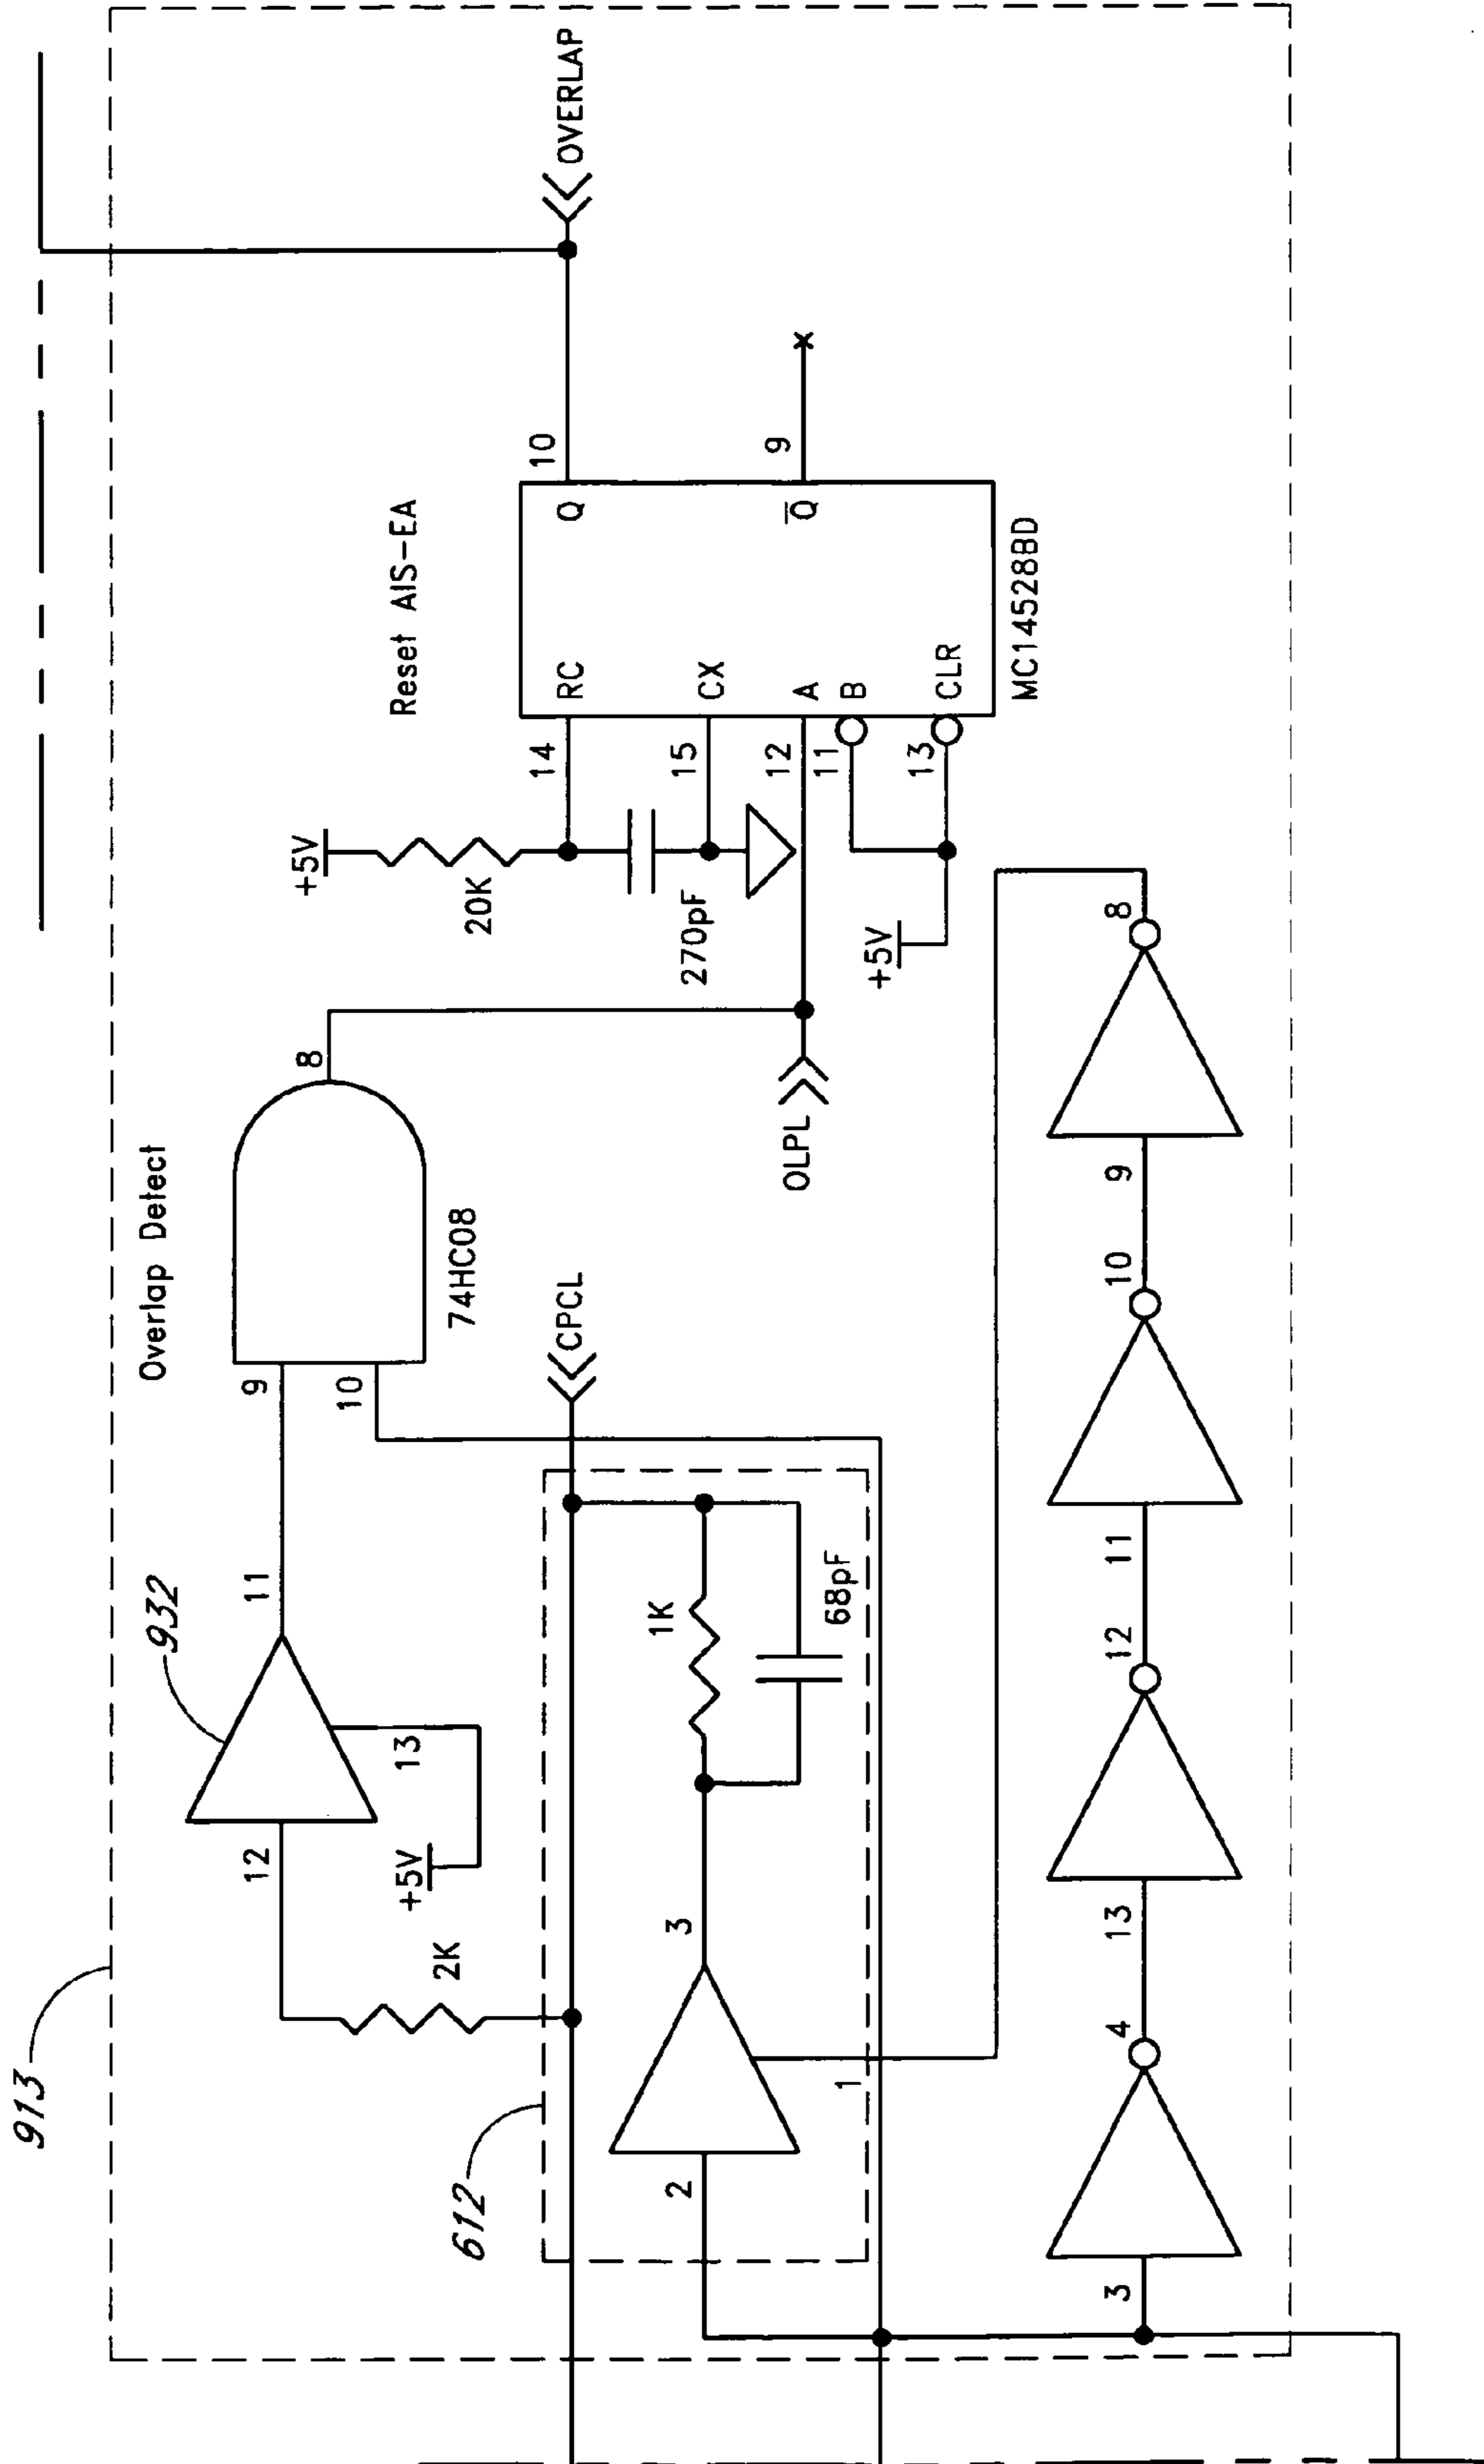 913
Overlap Detect
932
12
11
13
+5V
2K
9
10
8
74HC08
Reset AIS-EA
+5V
20K
270pF
14
15
12
11
13
RC
CX
A
B
CLR
Q
Q
10
9
MC14528BD
+5V
OVERLAP
OLPL
CPCL
612
2
3
1
1K
68pF
3
4
13
12
11
10
9
8